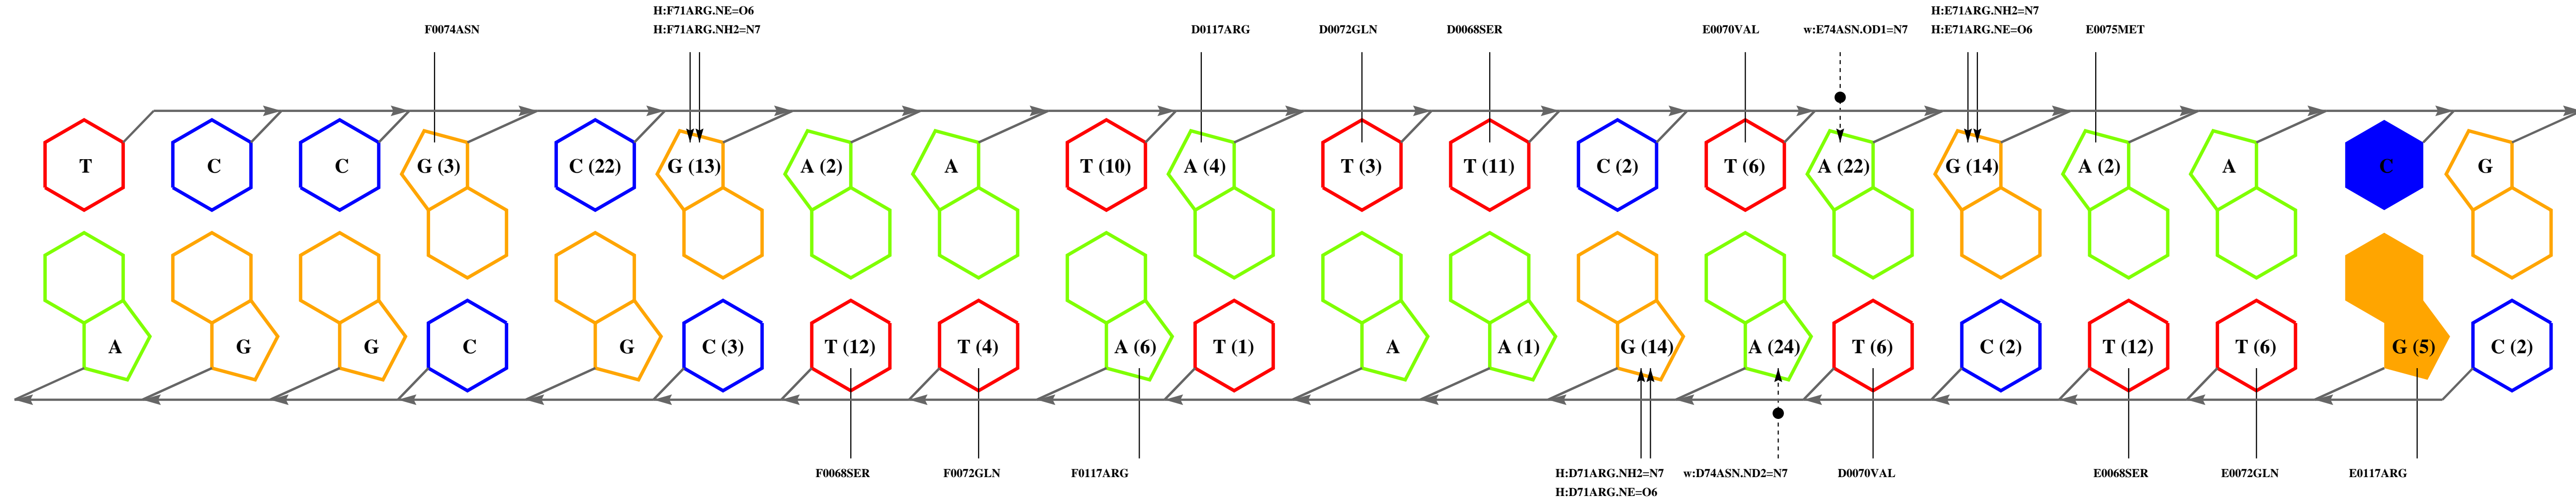 H:F71ARG.NE=O6 H:E71ARG.NH2=N7
F0074ASN H:F71ARG.NH2=N7 D0117ARG D0072GLN D0068SER E0070VAL w:E74ASN.OD1=N7 H:E71ARG.NE=O6 E0075MET
T C C G (3) C (22) G (13) A (2) A T (10) A (4) T (3) T (11) C (2) T (6) A (22) G (14) A (2) A C G
A G G C G C (3) T (12) T (4) A (6) T (1) A A (1) G (14) A (24) T (6) C (2) T (12) T (6) G (5) C (2)
F0068SER F0072GLN F0117ARG H:D71ARG.NH2=N7 w:D74ASN.ND2=N7 D0070VAL E0068SER E0072GLN E0117ARG
H:D71ARG.NE=O6